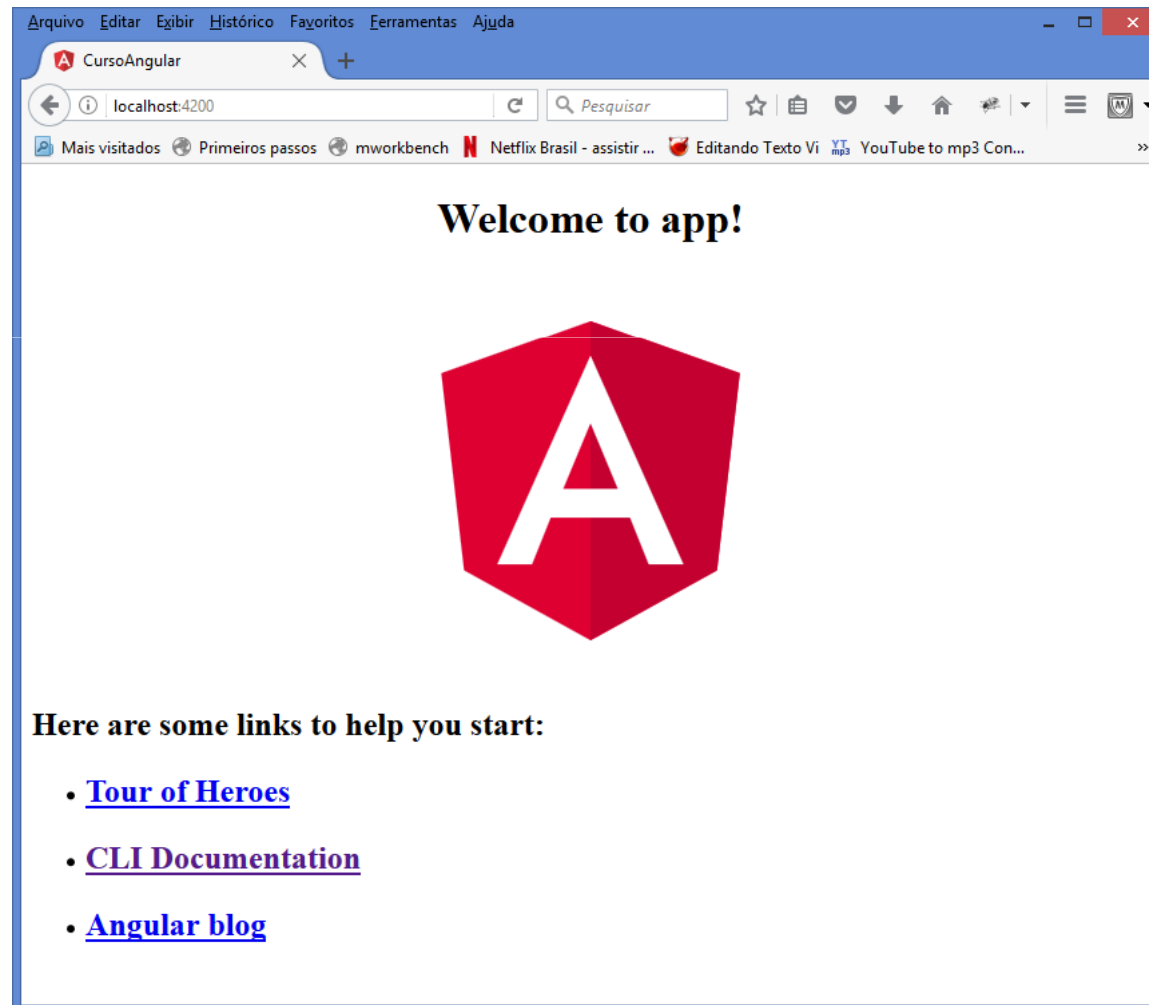 Arquivo Editar Exibir Histórico Favoritos Ferramentas Ajuda
CursoAngular
localhost:4200
Pesquisar
Mais visitados Primeiros passos mworkbench Netflix Brasil - assistir ... Editando Texto Vi YT mp3 YouTube to mp3 Con...
Welcome to app!
A
Here are some links to help you start:
• Tour of Heroes
• CLI Documentation
• Angular blog